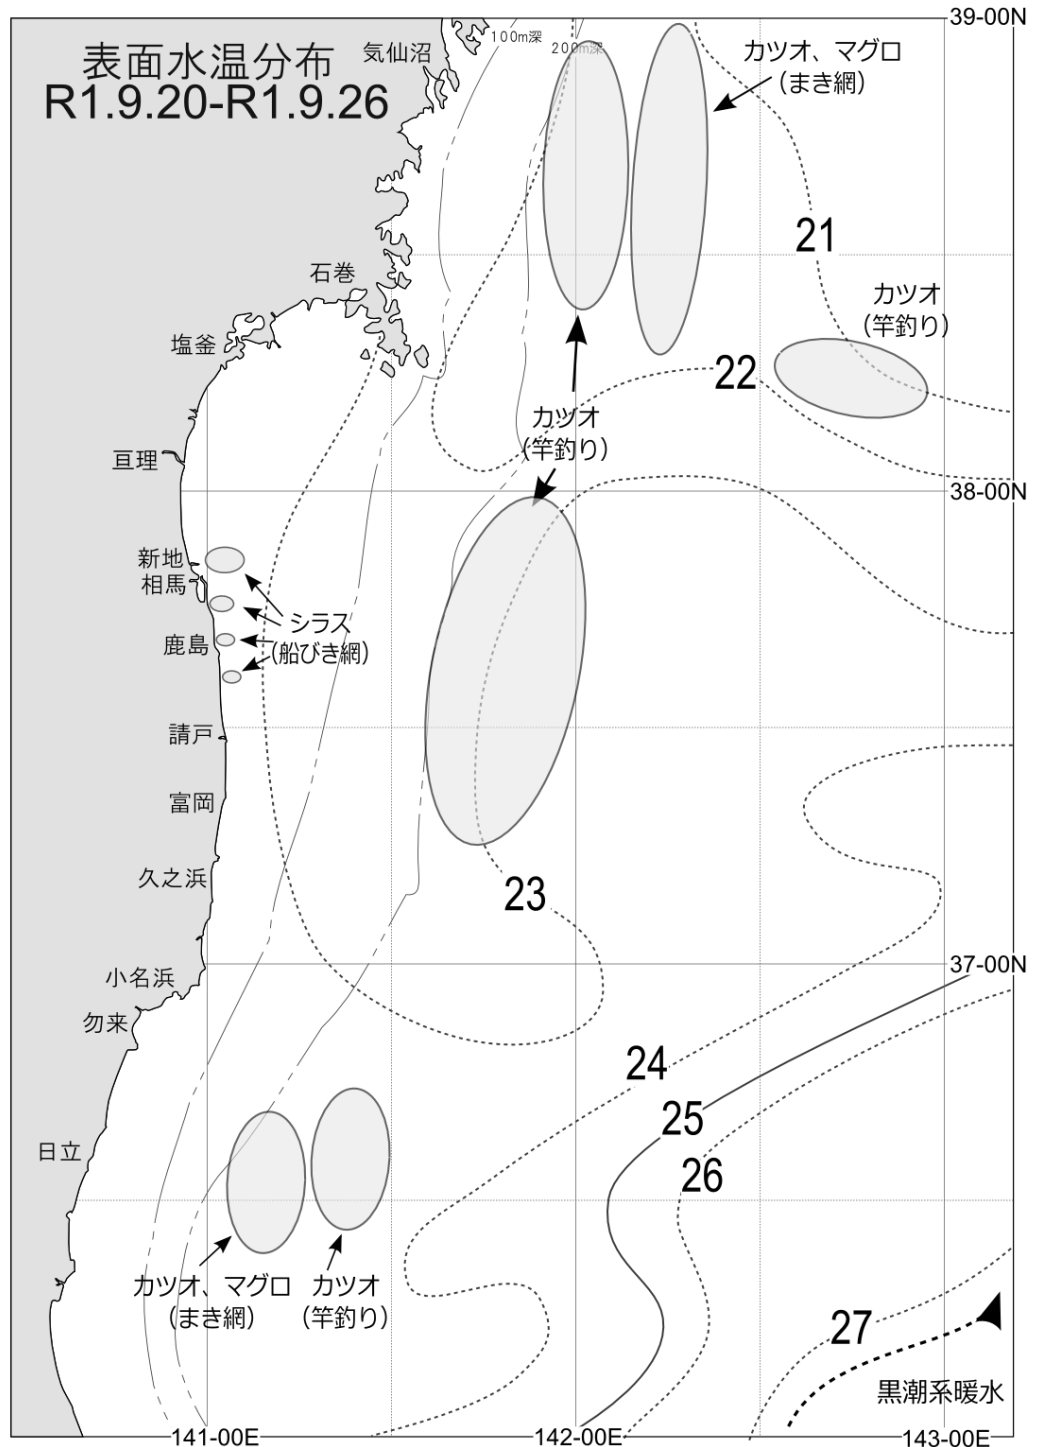 39-00N
100m深
200m深
表面水温分布
R1.9.20-R1.9.26
気仙沼
カツオ、マグロ
（まき網）
21
石巻
カツオ
（竿釣り）
塩釜
22
カツオ
（竿釣り）
亘理
38-00N
新地
相馬
シラス
（船びき網）
鹿島
請戸
富岡
久之浜
23
37-00N
小名浜
勿来
24
25
26
日立
カツオ、マグロ
（まき網）
カツオ
（竿釣り）
27
黒潮系暖水
141-00E
142-00E
143-00E